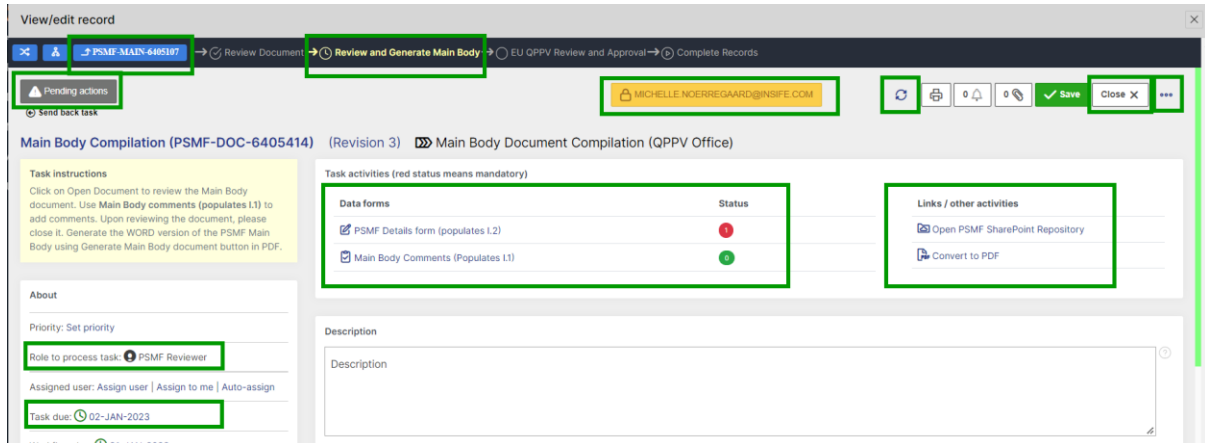 View/edit record
PSMF-MAIN-6405107 Review Document Review and Generate Main Body EU QPPV Review and Approval Complete Records
Pending actions
MICHELLE.NOERREGAARD@INSIFE.COM
0 0 Save Close X
Send back task
Main Body Compilation (PSMF-DOC-6405414) (Revision 3) Main Body Document Compilation (QPPV Office)
Task instructions
Click on Open Document to review the Main Body
document. Use Main Body comments (populates I.1) to
add comments. Upon reviewing the document, please
close it. Generate the WORD version of the PSMF Main
Body using Generate Main Body document button in PDF.
Task activities (red status means mandatory)
Data forms Status
PSMF Details form (populates I.2) 1
Main Body Comments (Populates I.1) 0
Links / other activities
Open PSMF SharePoint Repository
Convert to PDF
About
Priority: Set priority
Role to process task: PSMF Reviewer
Assigned user: Assign user | Assign to me | Auto-assign
Task due: 02-JAN-2023
Description
Description